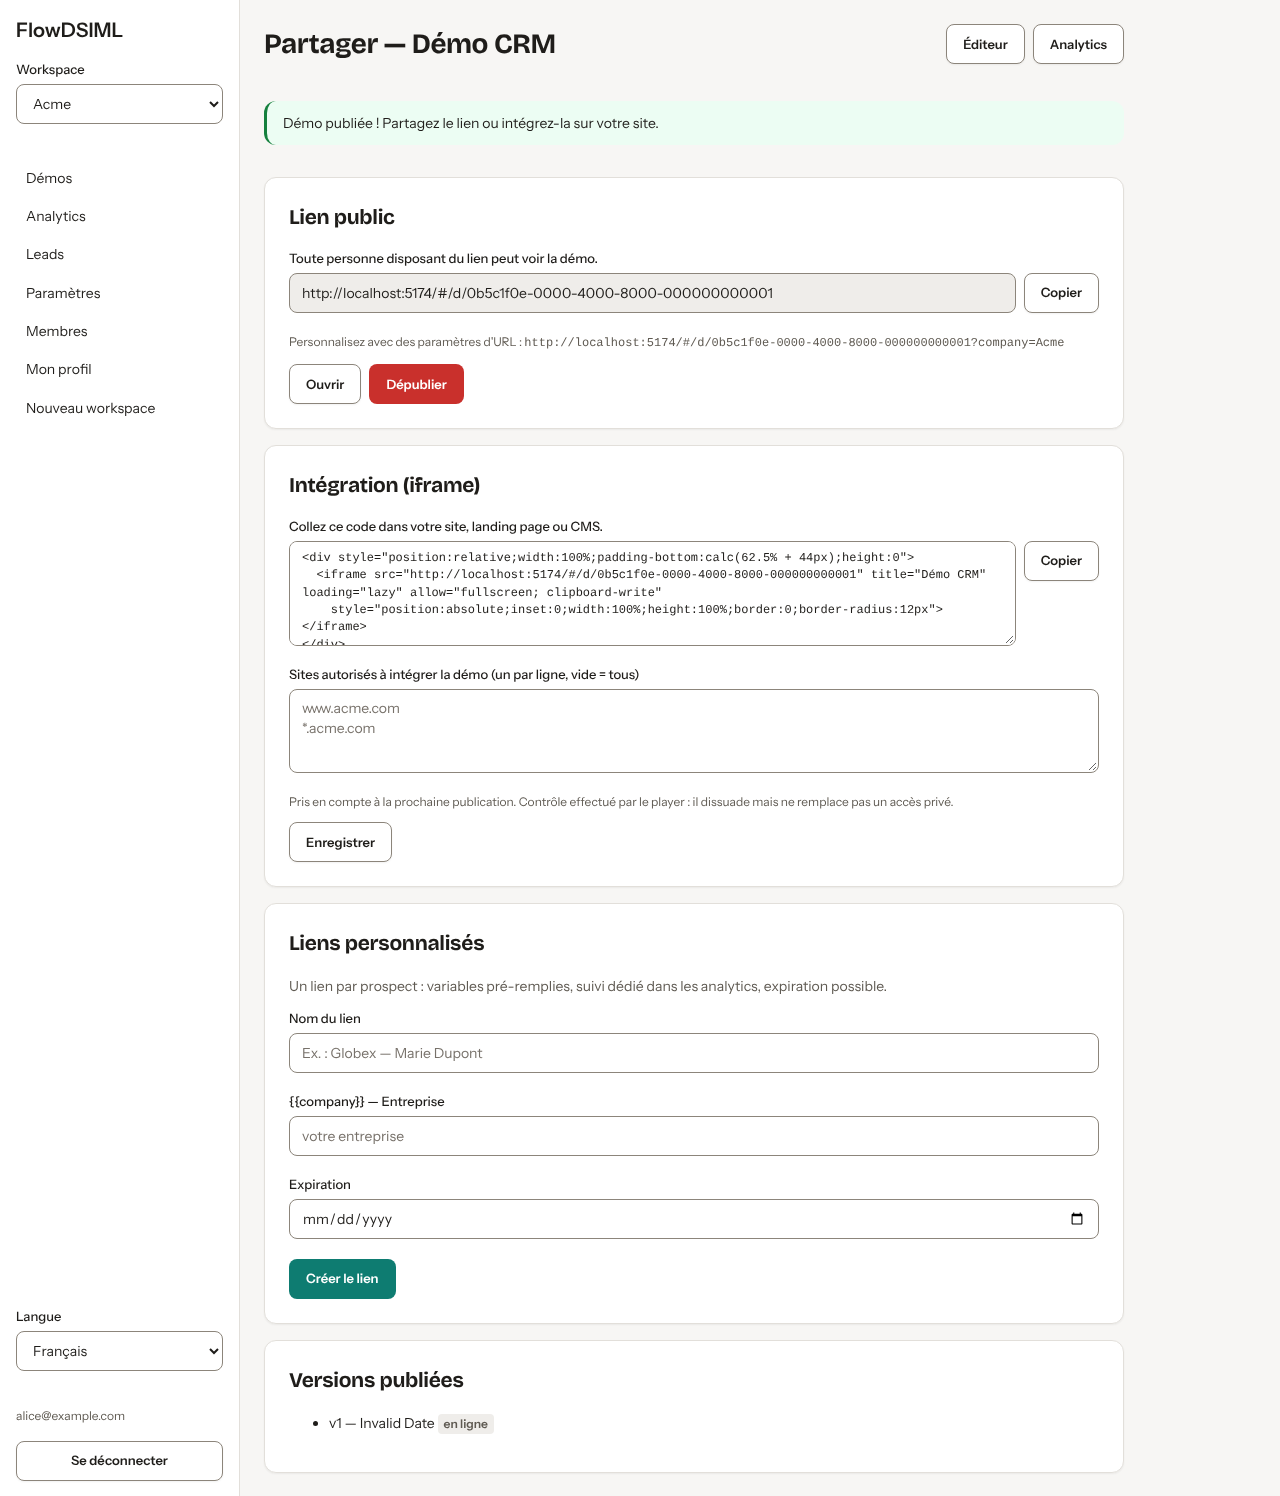 FlowDSIML
Workspace
Acme
Démos
Analytics
Leads
Paramètres
Membres
Mon profil
Nouveau workspace
Langue
Français
alice@example.com
Se déconnecter
Partager — Démo CRM
Éditeur
Analytics
Démo publiée ! Partagez le lien ou intégrez-la sur votre site.
Lien public
Toute personne disposant du lien peut voir la démo.
http://localhost:5174/#/d/0b5c1f0e-0000-4000-8000-000000000001
Copier
Personnalisez avec des paramètres d'URL : http://localhost:5174/#/d/0b5c1f0e-0000-4000-8000-000000000001?company=Acme
Ouvrir
Dépublier
Intégration (iframe)
Collez ce code dans votre site, landing page ou CMS.
<div style="position:relative;width:100%;padding-bottom:calc(62.5% + 44px);height:0">
<iframe src="http://localhost:5174/#/d/0b5c1f0e-0000-4000-8000-000000000001" title="Démo CRM"
loading="lazy" allow="fullscreen; clipboard-write"
style="position:absolute;inset:0;width:100%;height:100%;border:0;border-radius:12px">
</iframe>
</div>
Copier
Sites autorisés à intégrer la démo (un par ligne, vide = tous)
www.acme.com
*.acme.com
Pris en compte à la prochaine publication. Contrôle effectué par le player : il dissuade mais ne remplace pas un accès privé.
Enregistrer
Liens personnalisés
Un lien par prospect : variables pré-remplies, suivi dédié dans les analytics, expiration possible.
Nom du lien
Ex. : Globex — Marie Dupont
{{company}} — Entreprise
votre entreprise
Expiration
mm/dd/yyyy
Créer le lien
Versions publiées
v1 — Invalid Date en ligne